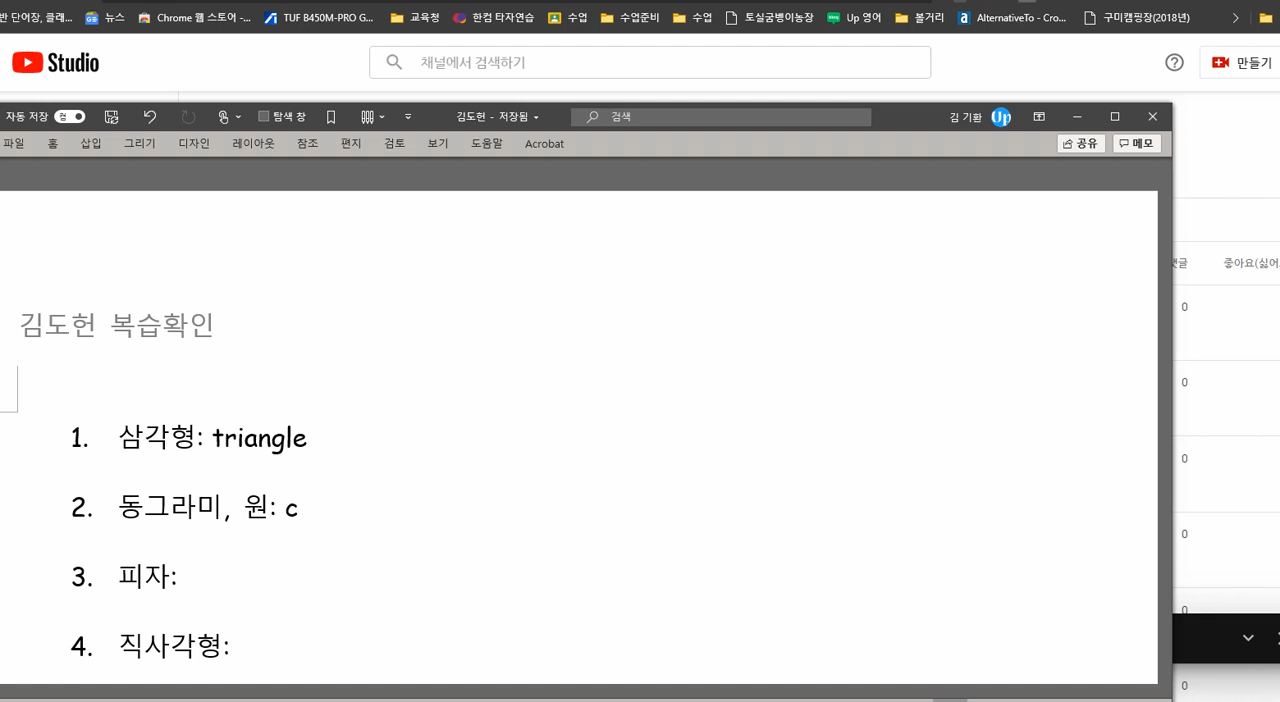 반 단어장, 클래... 뉴스 Chrome 웹 스토어 -... TUF B450M-PRO G... 교육청 한컴 타자연습 수업 수업준비 수업 토실굼벵이농장 Up 영어 볼거리 AlternativeTo - Cro... 구미캠핑장(2018년)
Studio 채널에서 검색하기 만들기
자동 저장 켬 탐색 창 김도헌 - 저장됨 검색 김 기환 Up
파일 홈 삽입 그리기 디자인 레이아웃 참조 편지 검토 보기 도움말 Acrobat 공유 메모
댓글 좋아요(싫어
김도헌 복습확인
1. 삼각형: triangle
2. 동그라미, 원: c
3. 피자:
4. 직사각형:
0
0
0
0
0
0